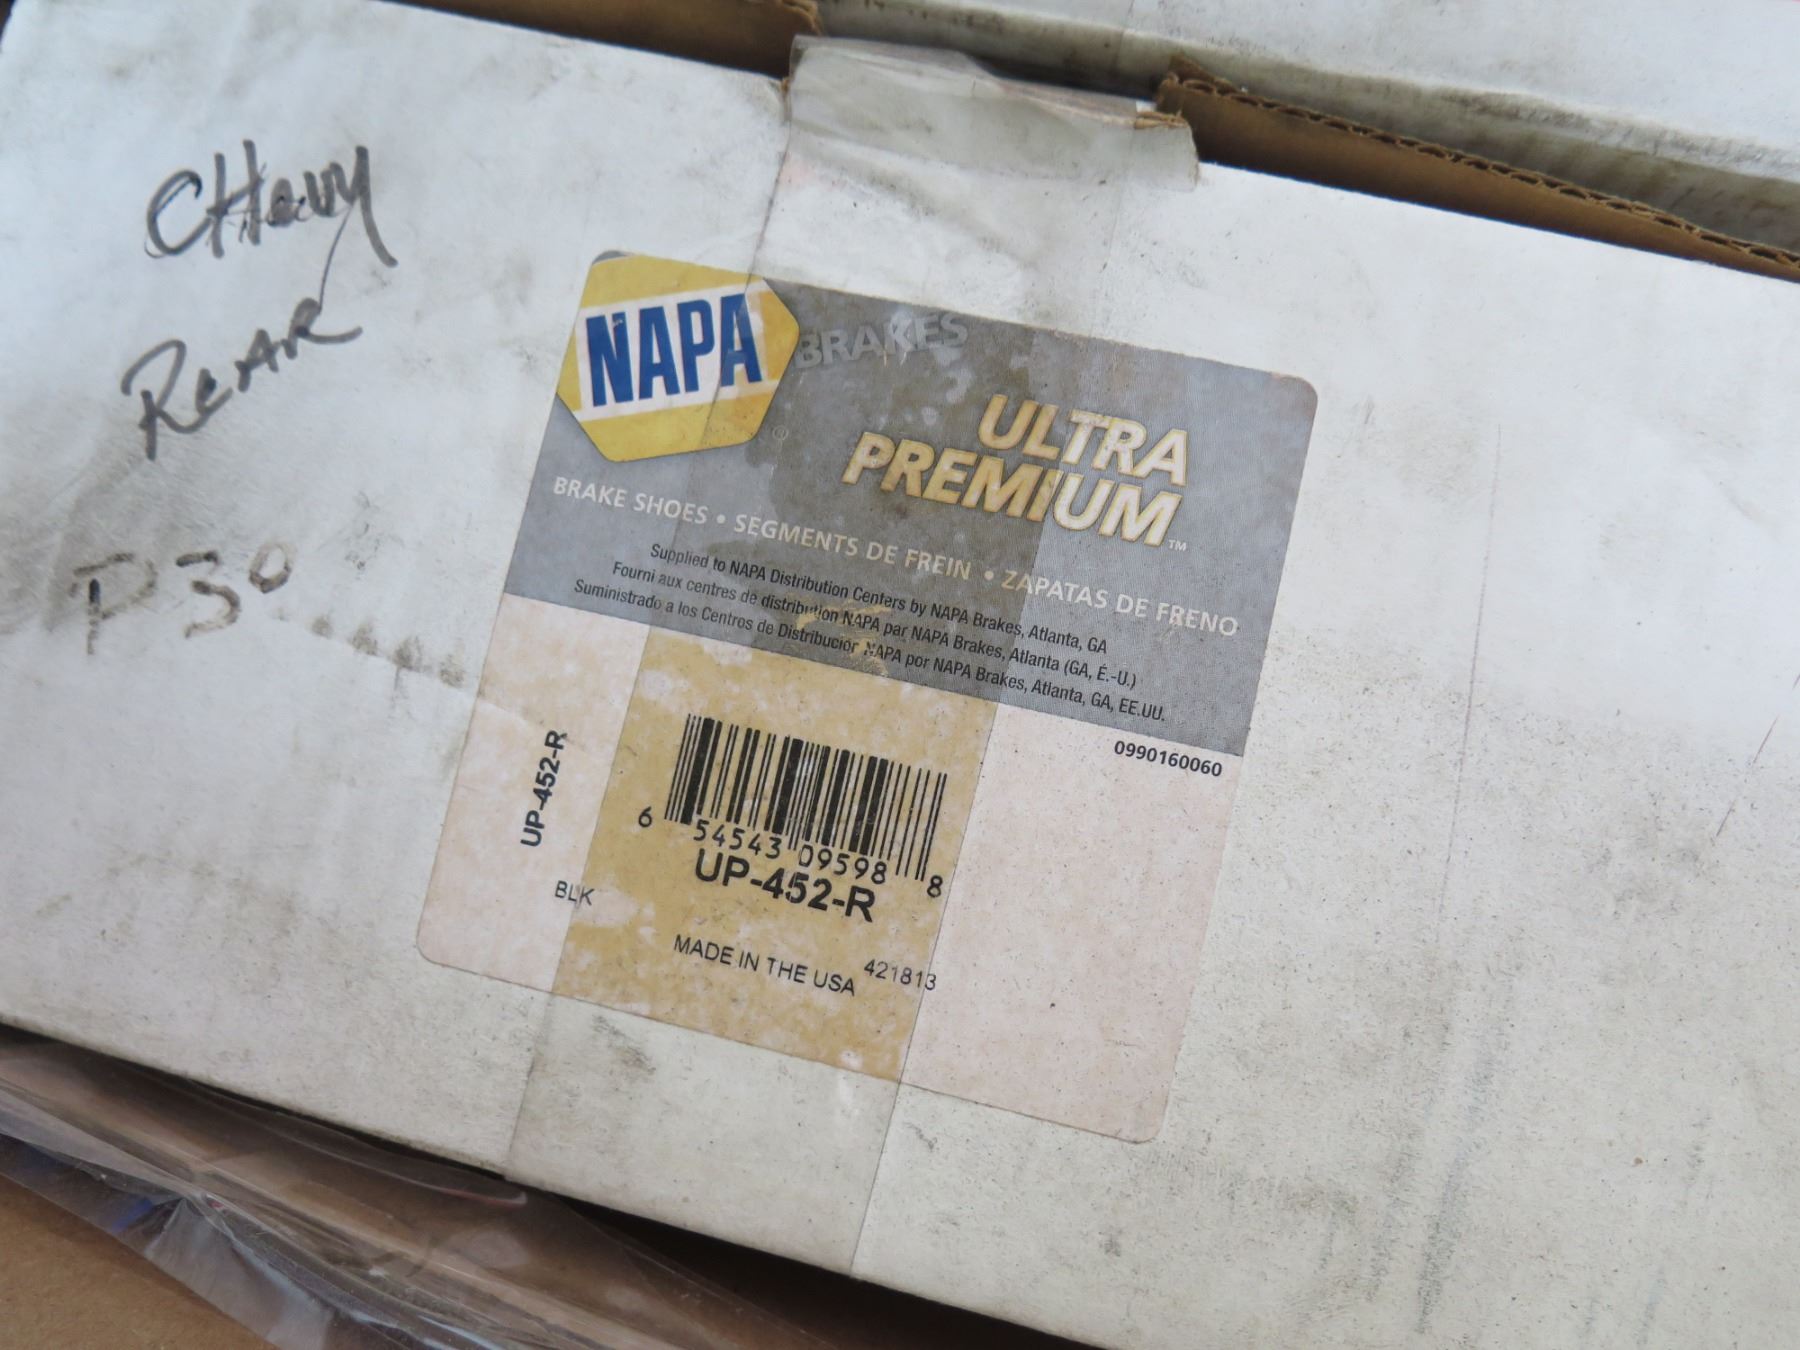 CHevy
ReAR
P30
NAPA BRAKES
ULTRA
PREMIUM™
BRAKE SHOES • SEGMENTS DE FREIN • ZAPATAS DE FRENO
Supplied to NAPA Distribution Centers by NAPA Brakes, Atlanta, GA
Fourni aux centres de distribution NAPA par NAPA Brakes, Atlanta (GA, É.-U.)
Suministrado a los Centros de Distribución NAPA por NAPA Brakes, Atlanta, GA, EE.UU.
0990160060
UP-452-R
6 54543 09598 8
UP-452-R
BLK
MADE IN THE USA 421813